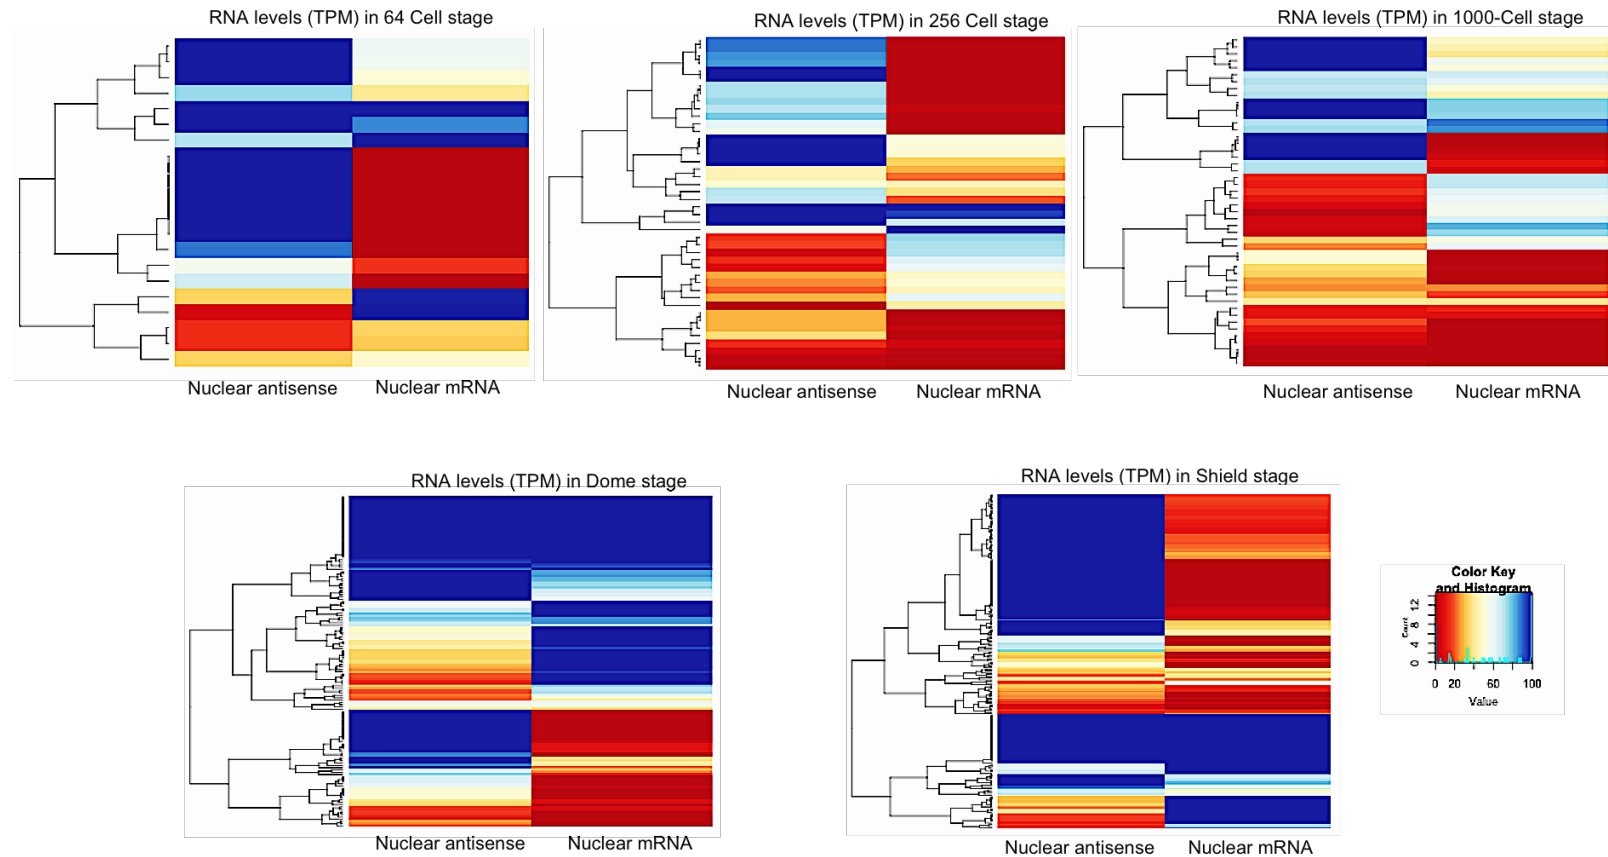 RNA levels (TPM) in 64 Cell stage
RNA levels (TPM) in 256 Cell stage
RNA levels (TPM) in 1000-Cell stage
Nuclear antisense
Nuclear mRNA
Nuclear antisense
Nuclear mRNA
Nuclear antisense
Nuclear mRNA
RNA levels (TPM) in Dome stage
RNA levels (TPM) in Shield stage
Color Key
and Histogram
Count
0 4 8 12
0 20 60 100
Value
Nuclear antisense
Nuclear mRNA
Nuclear antisense
Nuclear mRNA